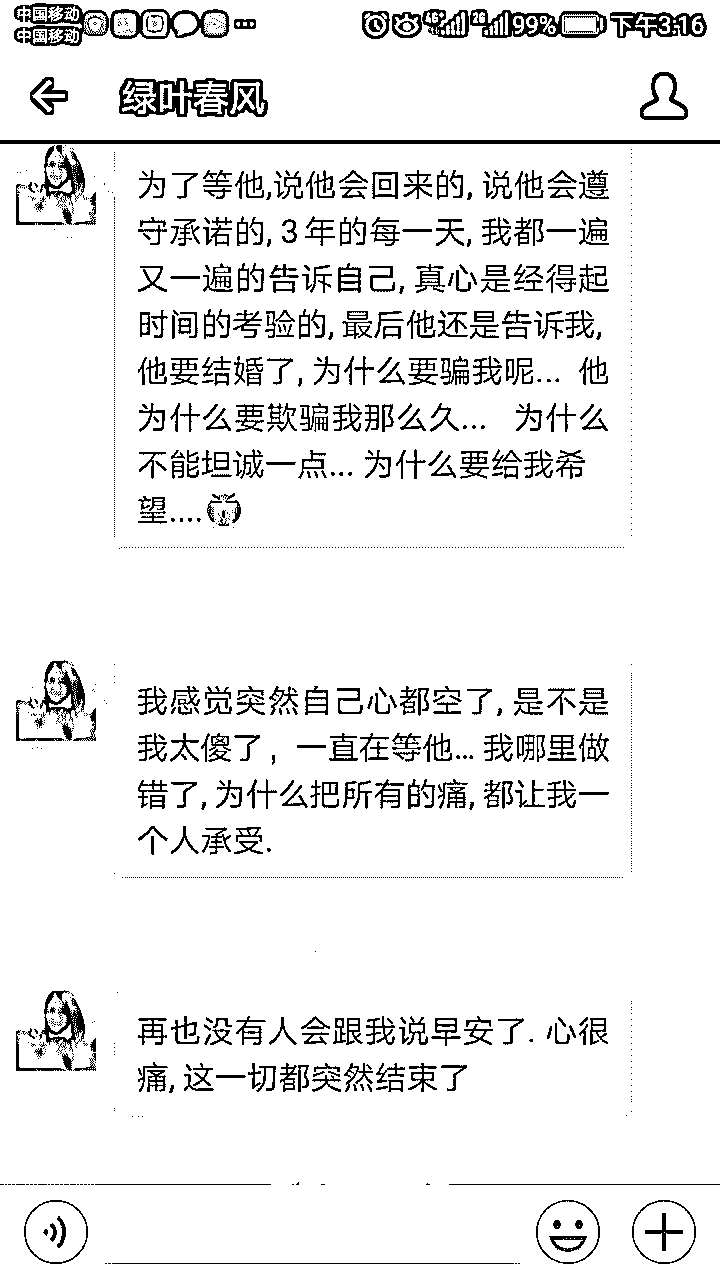 中国移动
中国移动
4G 2G 99% 下午3:16
绿叶春风
为了等他,说他会回来的, 说他会遵
守承诺的, 3 年的每一天, 我都一遍
又一遍的告诉自己, 真心是经得起
时间的考验的, 最后他还是告诉我,
他要结婚了, 为什么要骗我呢... 他
为什么要欺骗我那么久... 为什么
不能坦诚一点... 为什么要给我希
望....
我感觉突然自己心都空了, 是不是
我太傻了， 一直在等他... 我哪里做
错了, 为什么把所有的痛, 都让我一
个人承受.
再也没有人会跟我说早安了. 心很
痛, 这一切都突然结束了